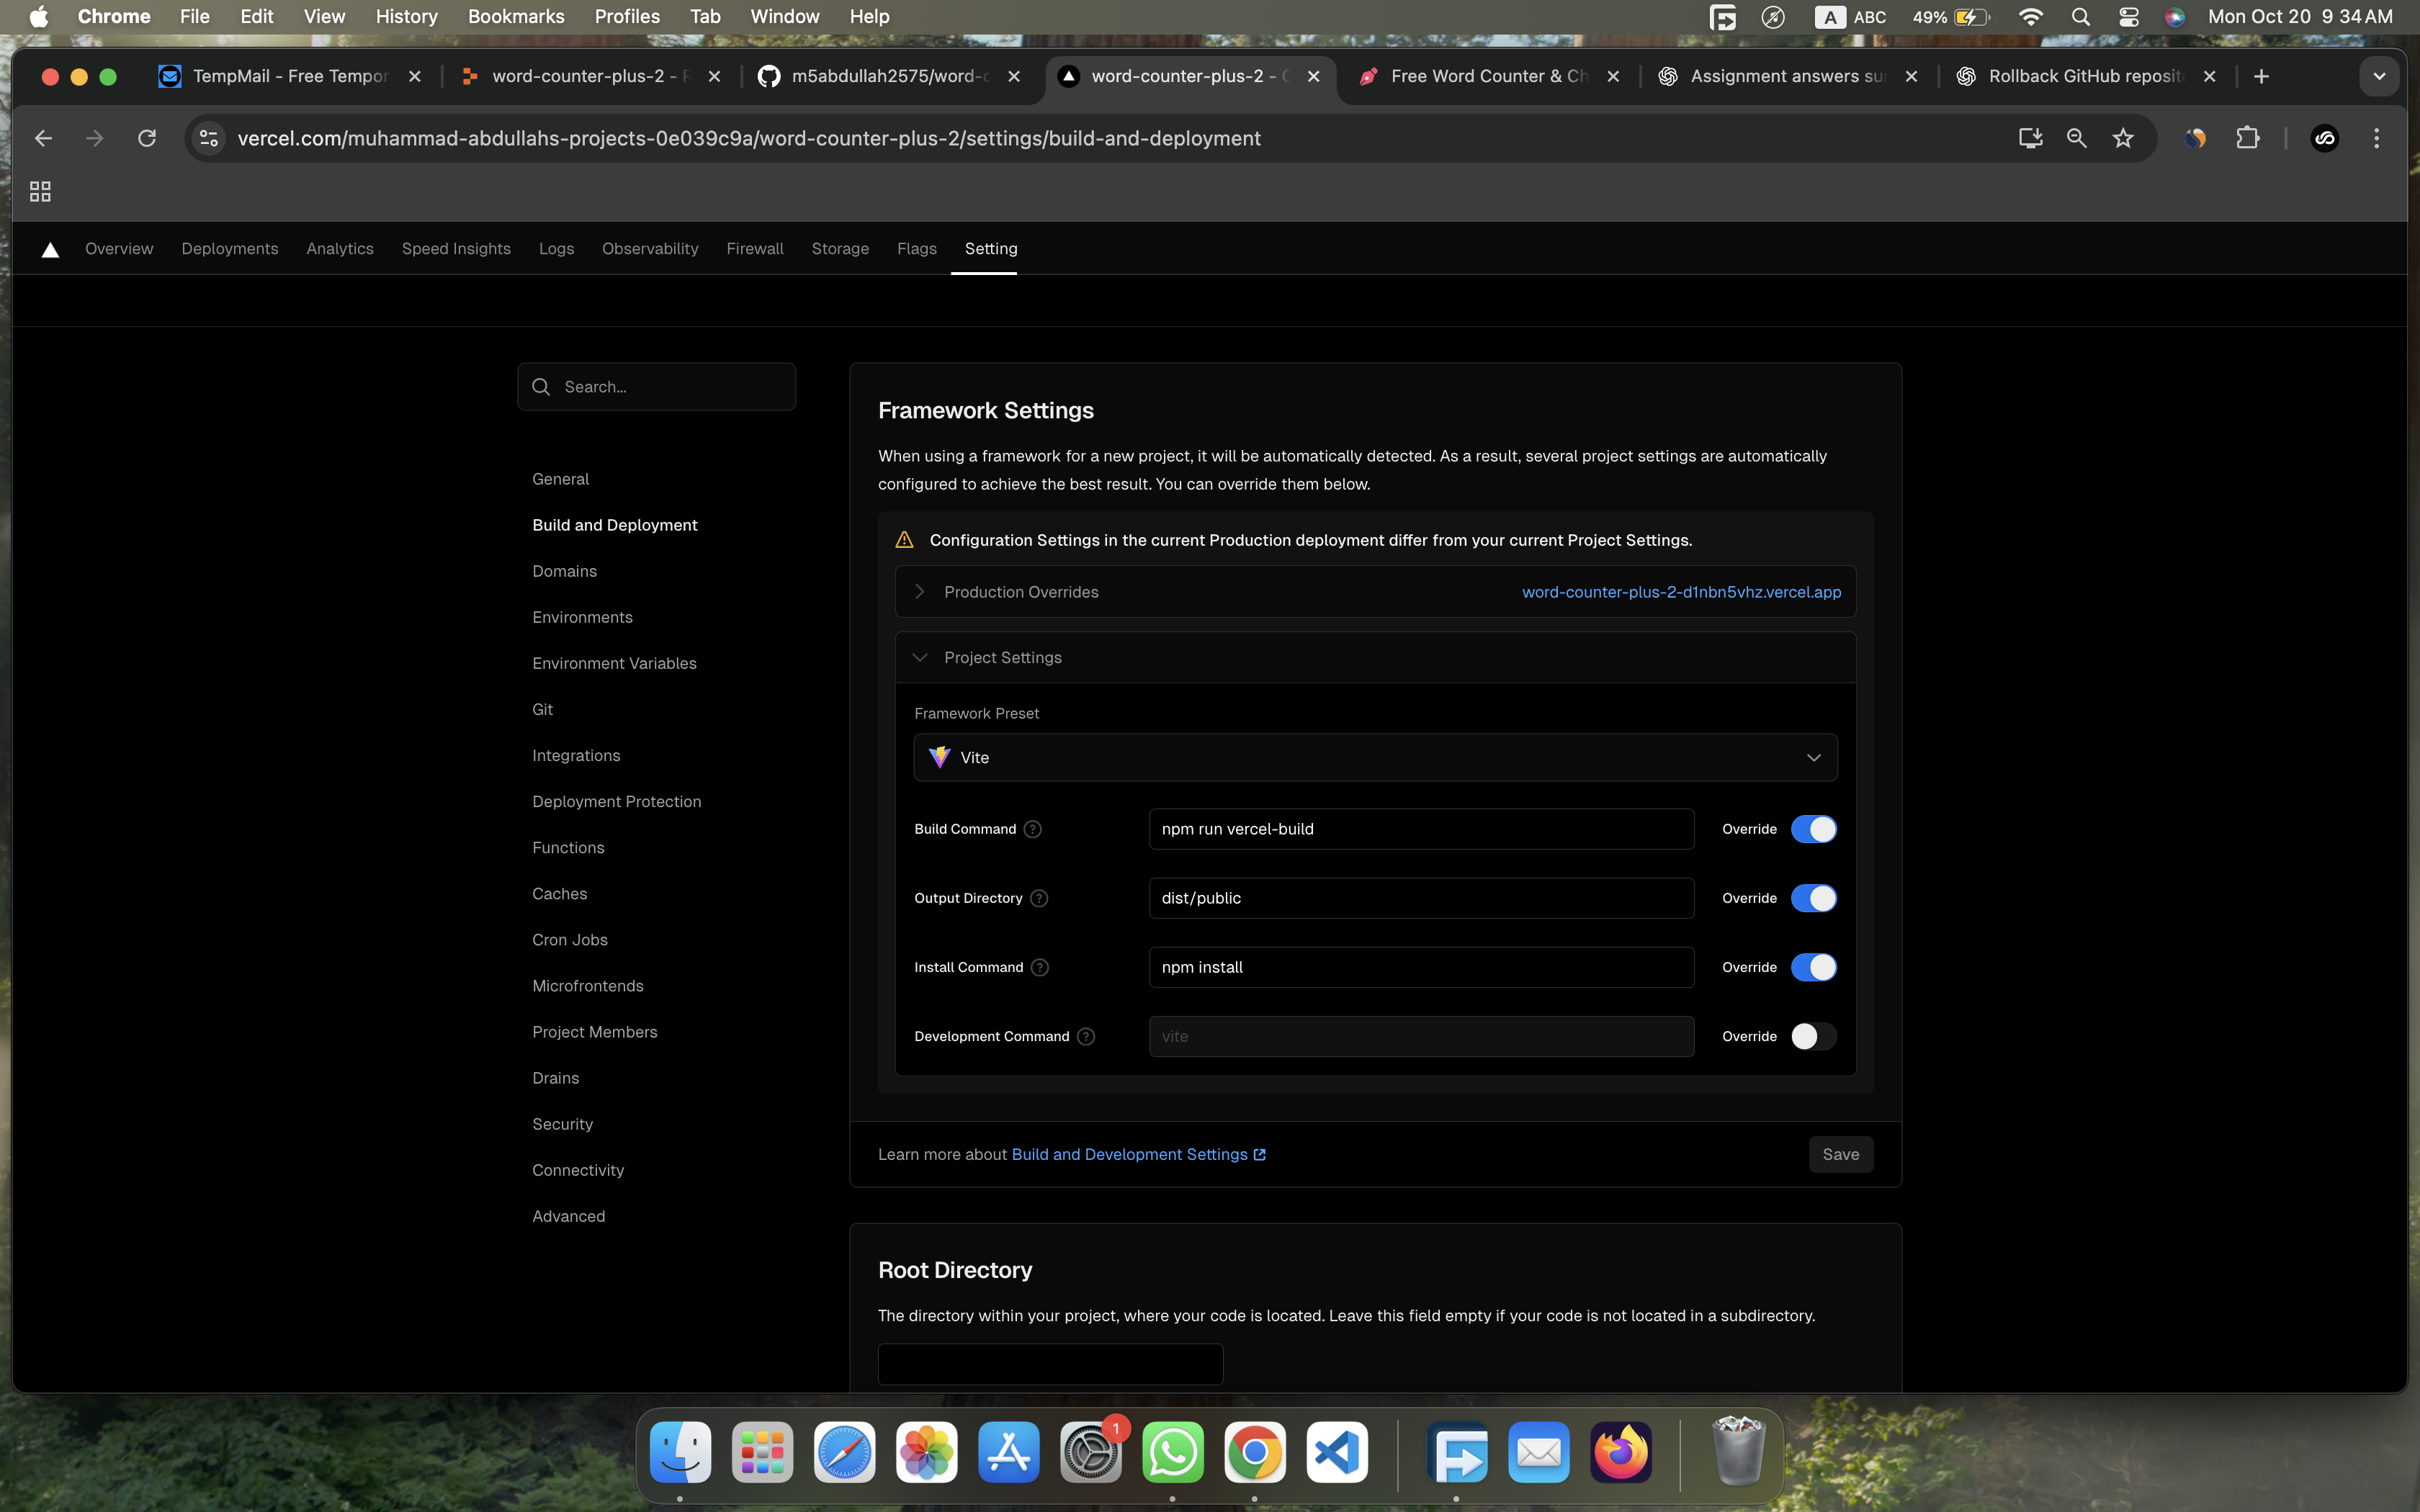 Chrome File Edit View History Bookmarks Profiles Tab Window Help A ABC 49% Mon Oct 20 9 34 AM
TempMail - Free Tempor word-counter-plus-2 - R m5abdullah2575/word-c word-counter-plus-2 - Free Word Counter & Ch Assignment answers su Rollback GitHub reposit
vercel.com/muhammad-abdullahs-projects-0e039c9a/word-counter-plus-2/settings/build-and-deployment
Overview Deployments Analytics Speed Insights Logs Observability Firewall Storage Flags Setting
Search...
General
Build and Deployment
Domains
Environments
Environment Variables
Git
Integrations
Deployment Protection
Functions
Caches
Cron Jobs
Microfrontends
Project Members
Drains
Security
Connectivity
Advanced
Framework Settings
When using a framework for a new project, it will be automatically detected. As a result, several project settings are automatically
configured to achieve the best result. You can override them below.
Configuration Settings in the current Production deployment differ from your current Project Settings.
Production Overrides word-counter-plus-2-d1nbn5vhz.vercel.app
Project Settings
Framework Preset
Vite
Build Command ? npm run vercel-build Override
Output Directory ? dist/public Override
Install Command ? npm install Override
Development Command ? vite Override
Learn more about Build and Development Settings Save
Root Directory
The directory within your project, where your code is located. Leave this field empty if your code is not located in a subdirectory.
1